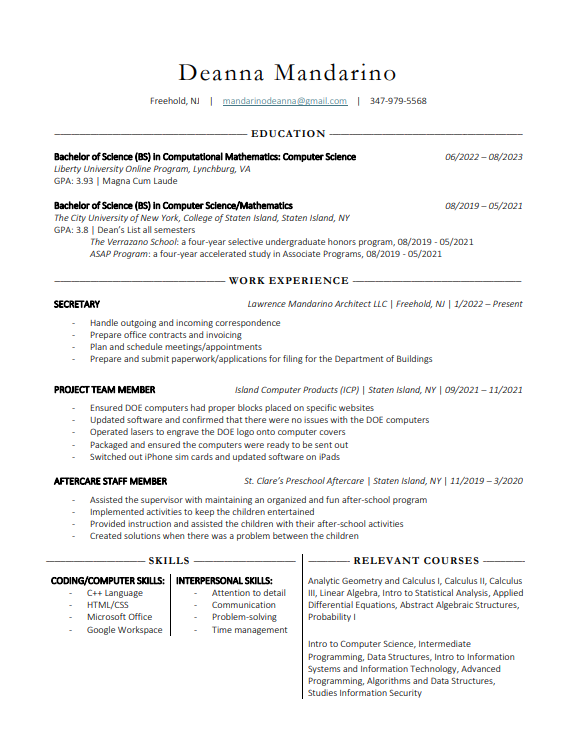 Deanna Mandarino
Freehold, NJ | mandarinodeanna@gmail.com | 347-979-5568
EDUCATION
Bachelor of Science (BS) in Computational Mathematics: Computer Science 06/2022 – 08/2023
Liberty University Online Program, Lynchburg, VA
GPA: 3.93 | Magna Cum Laude
Bachelor of Science (BS) in Computer Science/Mathematics 08/2019 – 05/2021
The City University of New York, College of Staten Island, Staten Island, NY
GPA: 3.8 | Dean's List all semesters
The Verrazano School: a four-year selective undergraduate honors program, 08/2019 - 05/2021
ASAP Program: a four-year accelerated study in Associate Programs, 08/2019 - 05/2021
WORK EXPERIENCE
SECRETARY Lawrence Mandarino Architect LLC | Freehold, NJ | 1/2022 – Present
- Handle outgoing and incoming correspondence
- Prepare office contracts and invoicing
- Plan and schedule meetings/appointments
- Prepare and submit paperwork/applications for filing for the Department of Buildings
PROJECT TEAM MEMBER Island Computer Products (ICP) | Staten Island, NY | 09/2021 – 11/2021
- Ensured DOE computers had proper blocks placed on specific websites
- Updated software and confirmed that there were no issues with the DOE computers
- Operated lasers to engrave the DOE logo onto computer covers
- Packaged and ensured the computers were ready to be sent out
- Switched out iPhone sim cards and updated software on iPads
AFTERCARE STAFF MEMBER St. Clare's Preschool Aftercare | Staten Island, NY | 11/2019 – 3/2020
- Assisted the supervisor with maintaining an organized and fun after-school program
- Implemented activities to keep the children entertained
- Provided instruction and assisted the children with their after-school activities
- Created solutions when there was a problem between the children
SKILLS
CODING/COMPUTER SKILLS:
- C++ Language
- HTML/CSS
- Microsoft Office
- Google Workspace
INTERPERSONAL SKILLS:
- Attention to detail
- Communication
- Problem-solving
- Time management
RELEVANT COURSES
Analytic Geometry and Calculus I, Calculus II, Calculus
III, Linear Algebra, Intro to Statistical Analysis, Applied
Differential Equations, Abstract Algebraic Structures,
Probability I
Intro to Computer Science, Intermediate
Programming, Data Structures, Intro to Information
Systems and Information Technology, Advanced
Programming, Algorithms and Data Structures,
Studies Information Security